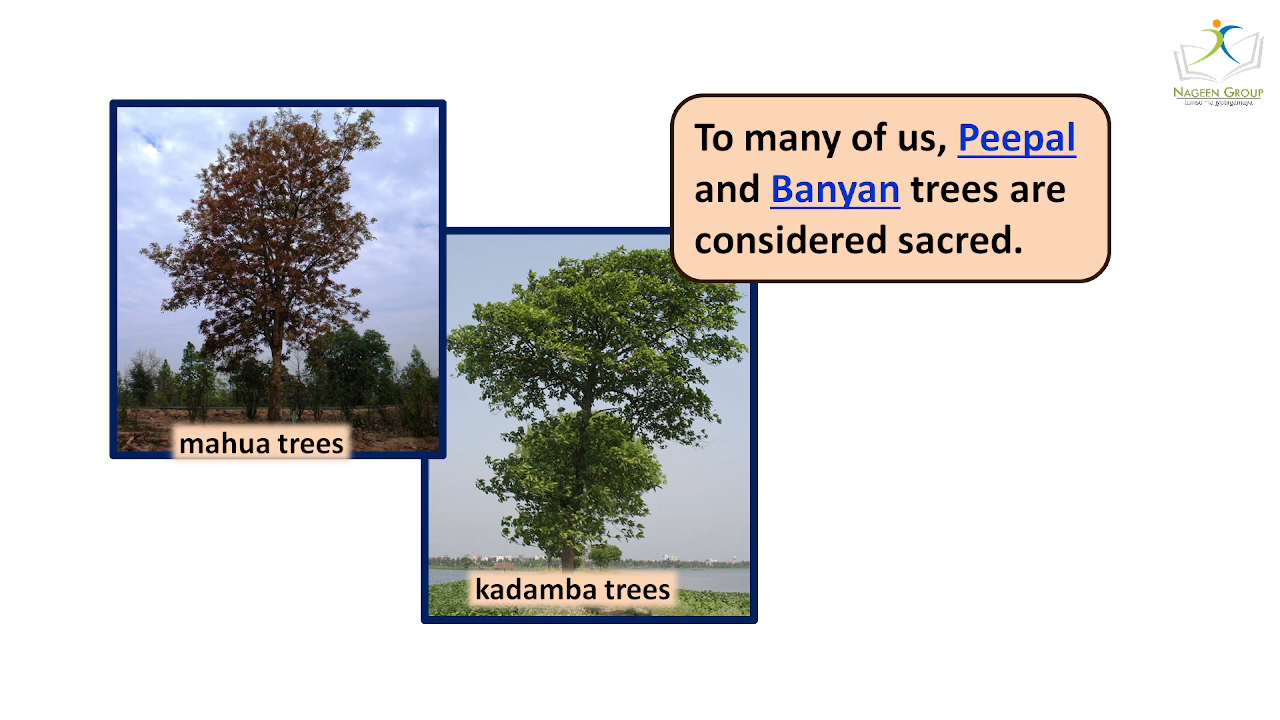 To many of us, Peepal
and Banyan trees are
considered sacred.
mahua trees
kadamba trees
NAGEEN GROUP